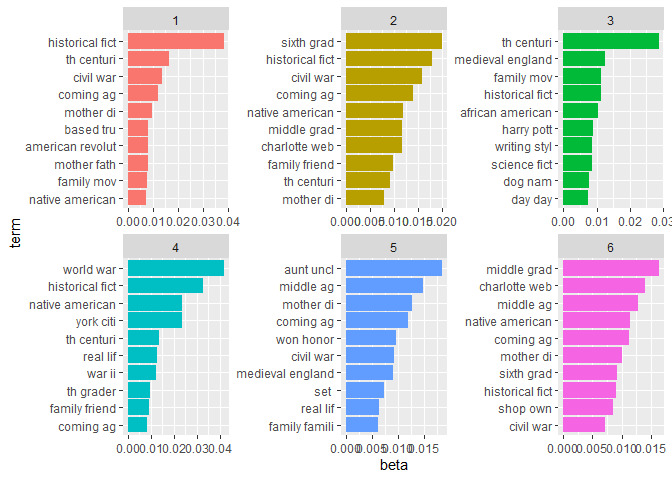 1
historical fict
th centuri
civil war
coming ag
mother di
based tru
american revolut
mother fath
family mov
native american
0.000.010.020.030.04
2
sixth grad
historical fict
civil war
coming ag
native american
middle grad
charlotte web
family friend
th centuri
mother di
0.0000.0050.0100.0150.020
3
th centuri
medieval england
family mov
historical fict
african american
harry pott
writing styl
science fict
dog nam
day day
0.00 0.01 0.02 0.03
term
4
world war
historical fict
native american
york citi
th centuri
real lif
war ii
th grader
family friend
coming ag
0.000.010.020.030.04
5
aunt uncl
middle ag
mother di
coming ag
won honor
civil war
medieval england
set
real lif
family famili
0.0000.0050.0100.015
6
middle grad
charlotte web
middle ag
native american
coming ag
mother di
sixth grad
historical fict
shop own
civil war
0.0000.0050.0100.015
beta